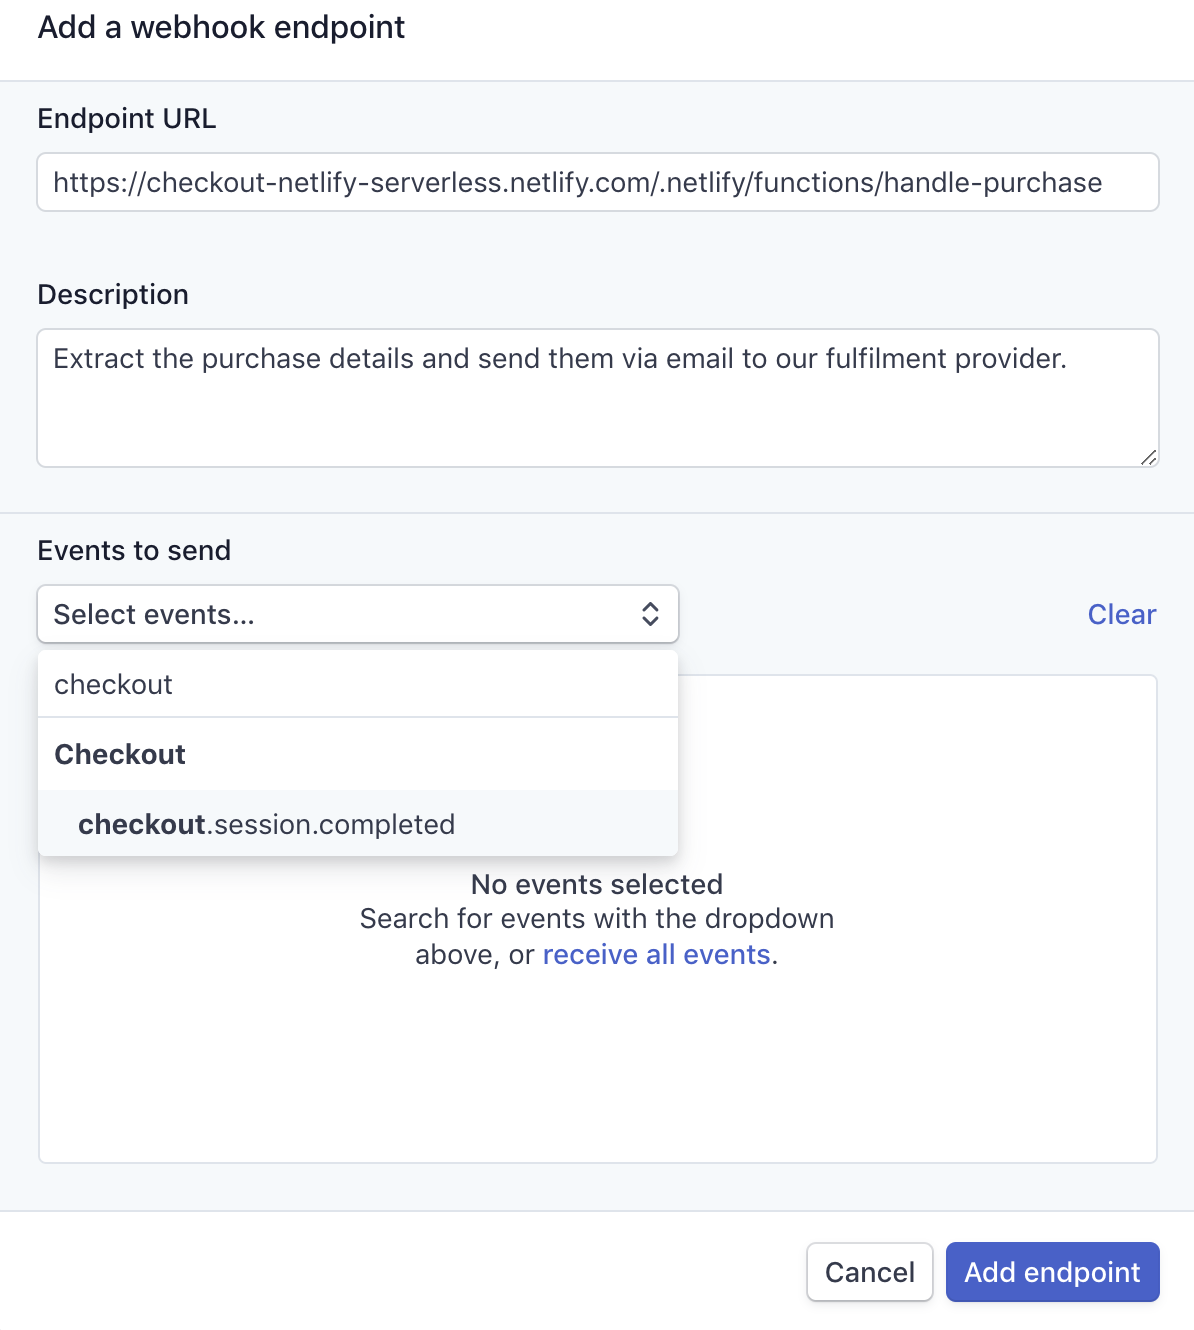 Add a webhook endpoint
Endpoint URL
https://checkout-netlify-serverless.netlify.com/.netlify/functions/handle-purchase
Description
Extract the purchase details and send them via email to our fulfilment provider.
Events to send
Select events...
Clear
checkout
Checkout
checkout.session.completed
No events selected
Search for events with the dropdown
above, or receive all events.
Cancel
Add endpoint